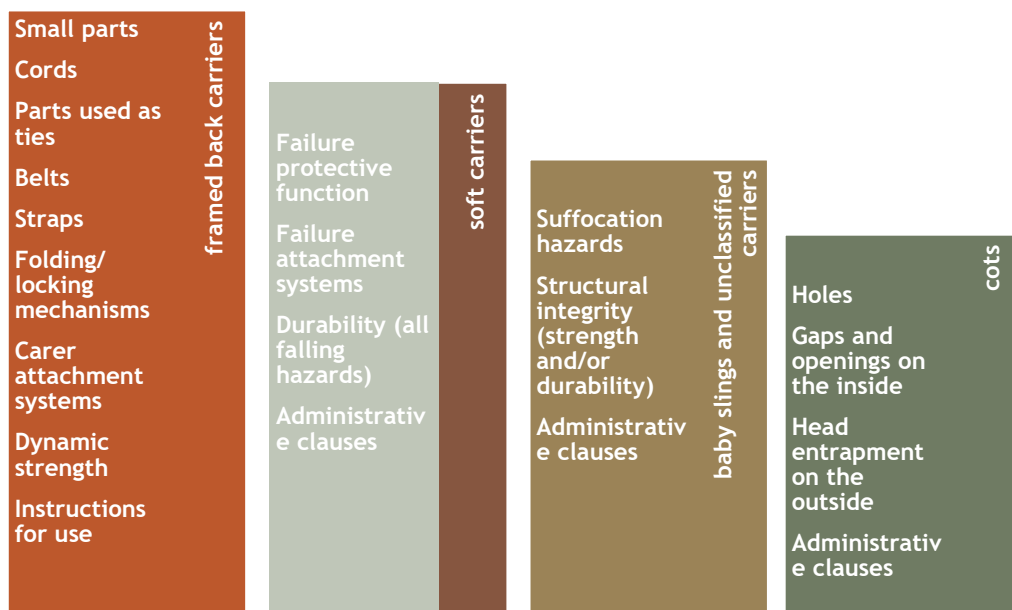 Small parts
Cords
Parts used as
ties
Belts
Straps
Folding/
locking
mechanisms
Carer
attachment
systems
Dynamic
strength
Instructions
for use
framed back carriers
Failure
protective
function
Failure
attachment
systems
Durability (all
falling
hazards)
Administrativ
e clauses
soft carriers
Suffocation
hazards
Structural
integrity
(strength
and/or
durability)
Administrativ
e clauses
baby slings and unclassified
carriers
Holes
Gaps and
openings on
the inside
Head
entrapment
on the
outside
Administrativ
e clauses
cots